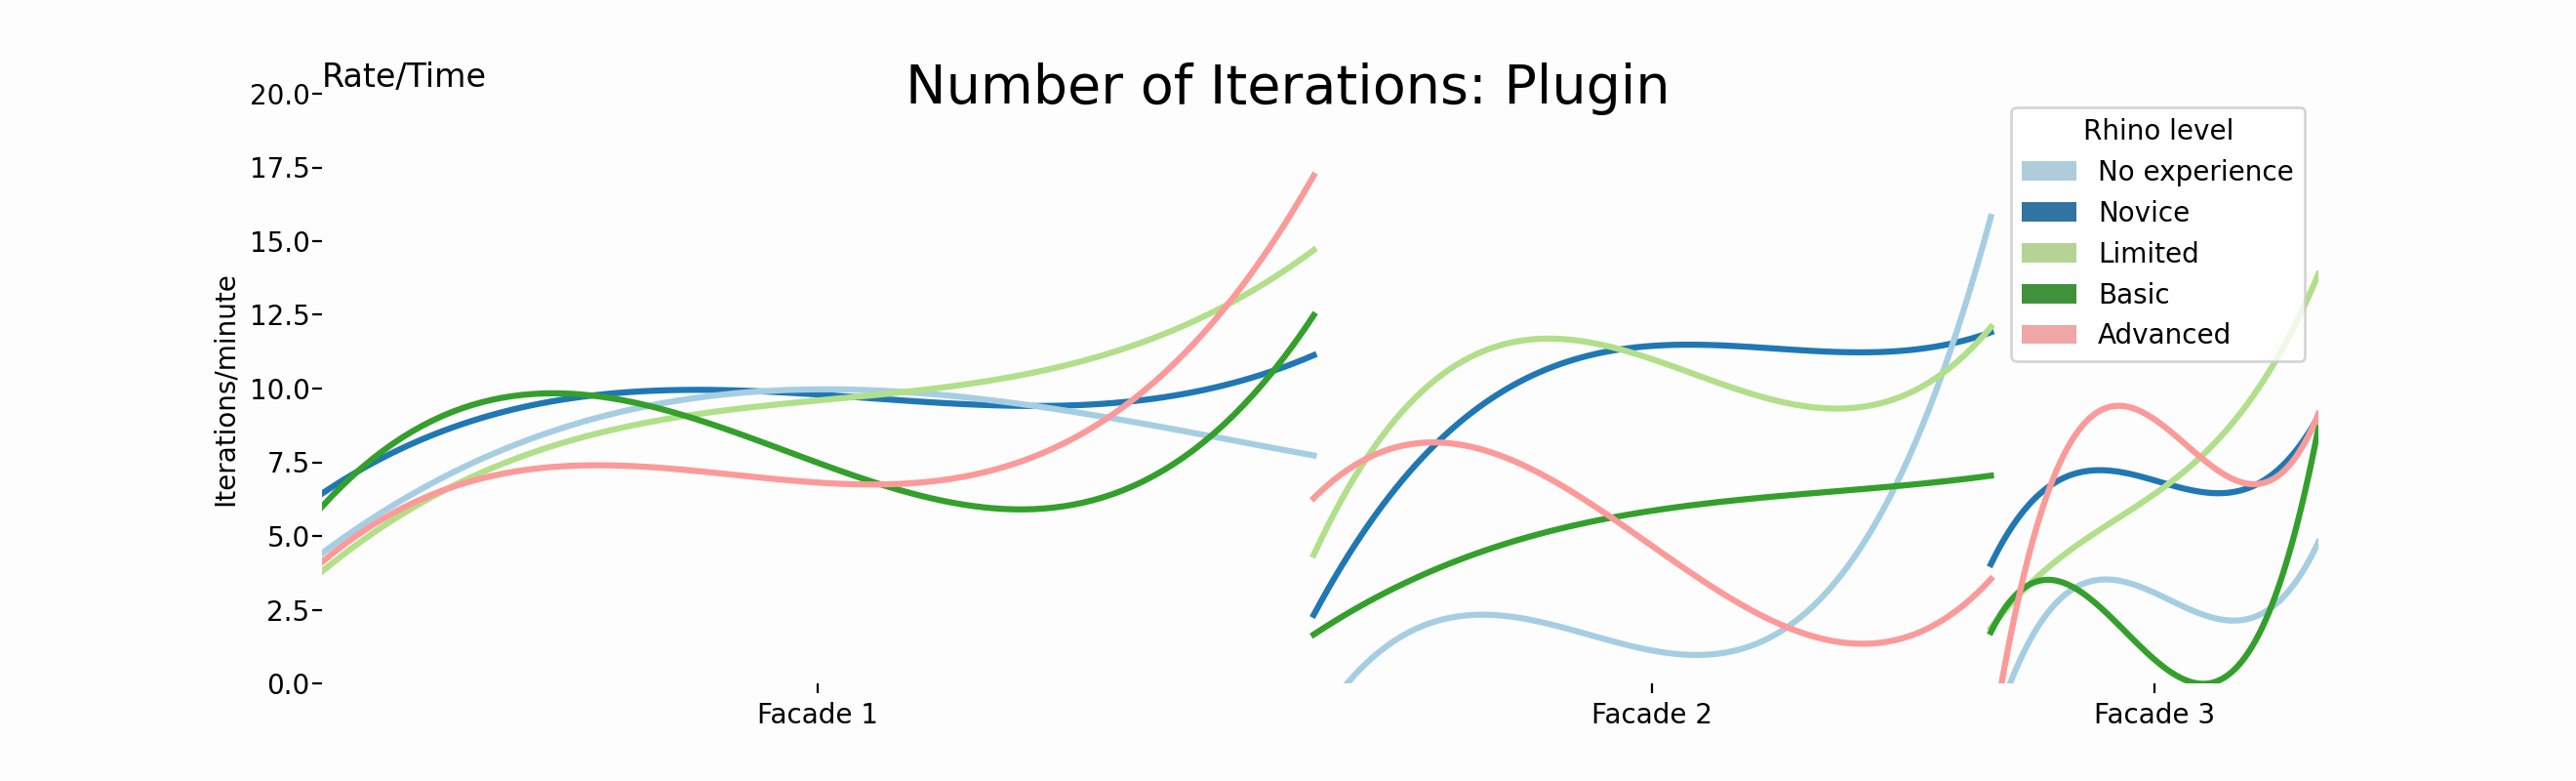 Number of Iterations: Plugin
Rate/Time
Iterations/minute
20.0
17.5
15.0
12.5
10.0
7.5
5.0
2.5
0.0
Facade 1
Facade 2
Facade 3
Rhino level
No experience
Novice
Limited
Basic
Advanced